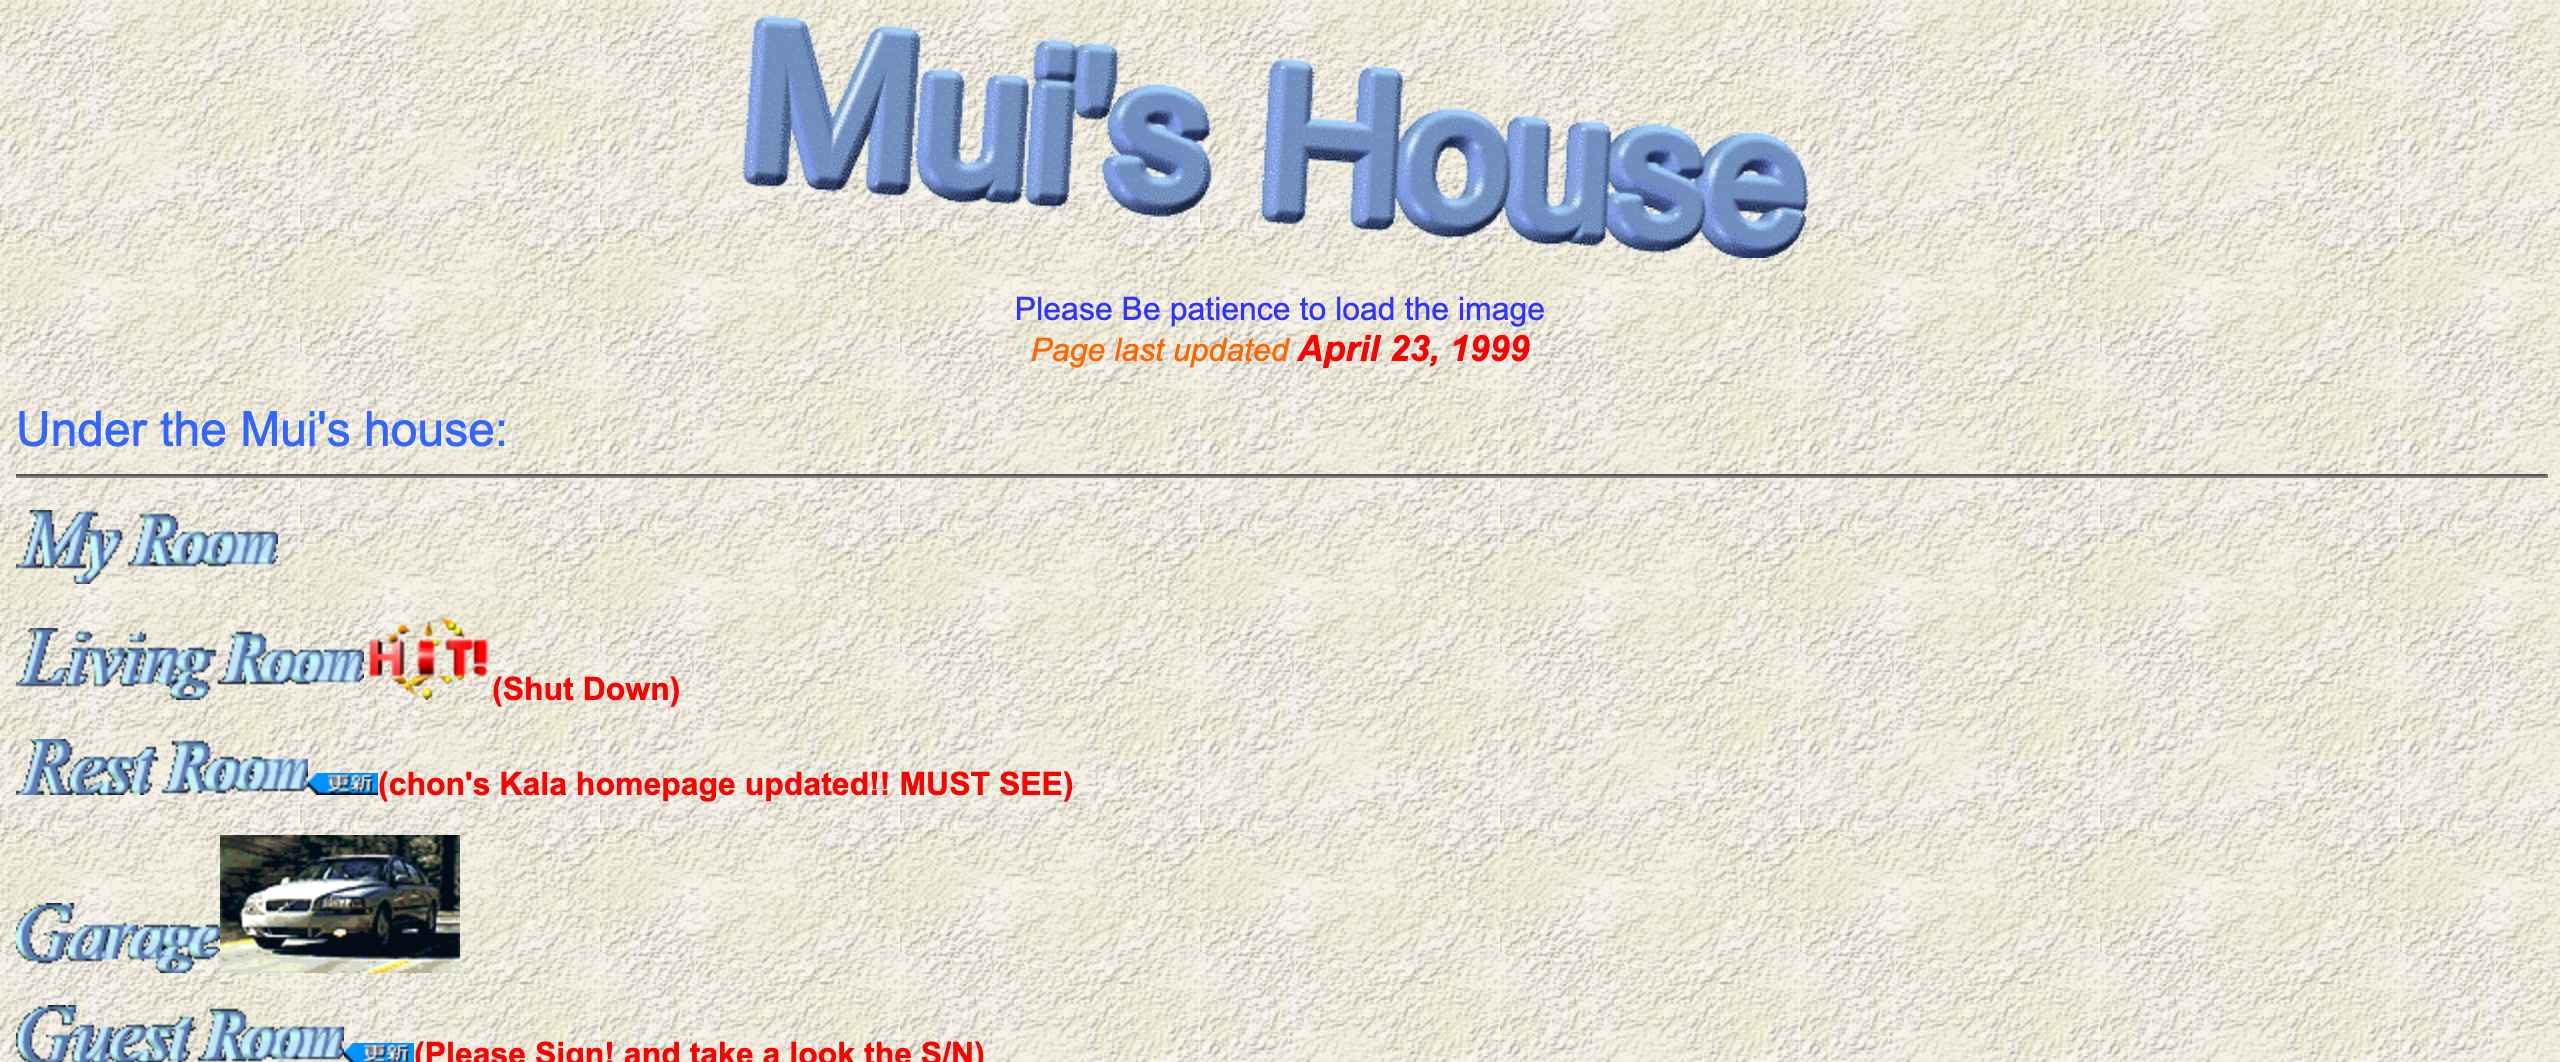 Mui's House
Please Be patience to load the image
Page last updated April 23, 1999
Under the Mui's house:
My Room
Living Room HOT! (Shut Down)
Rest Room 更新 (chon's Kala homepage updated!! MUST SEE)
Garage
Guest Room 更新 (Please Sign! and take a look the S/N)